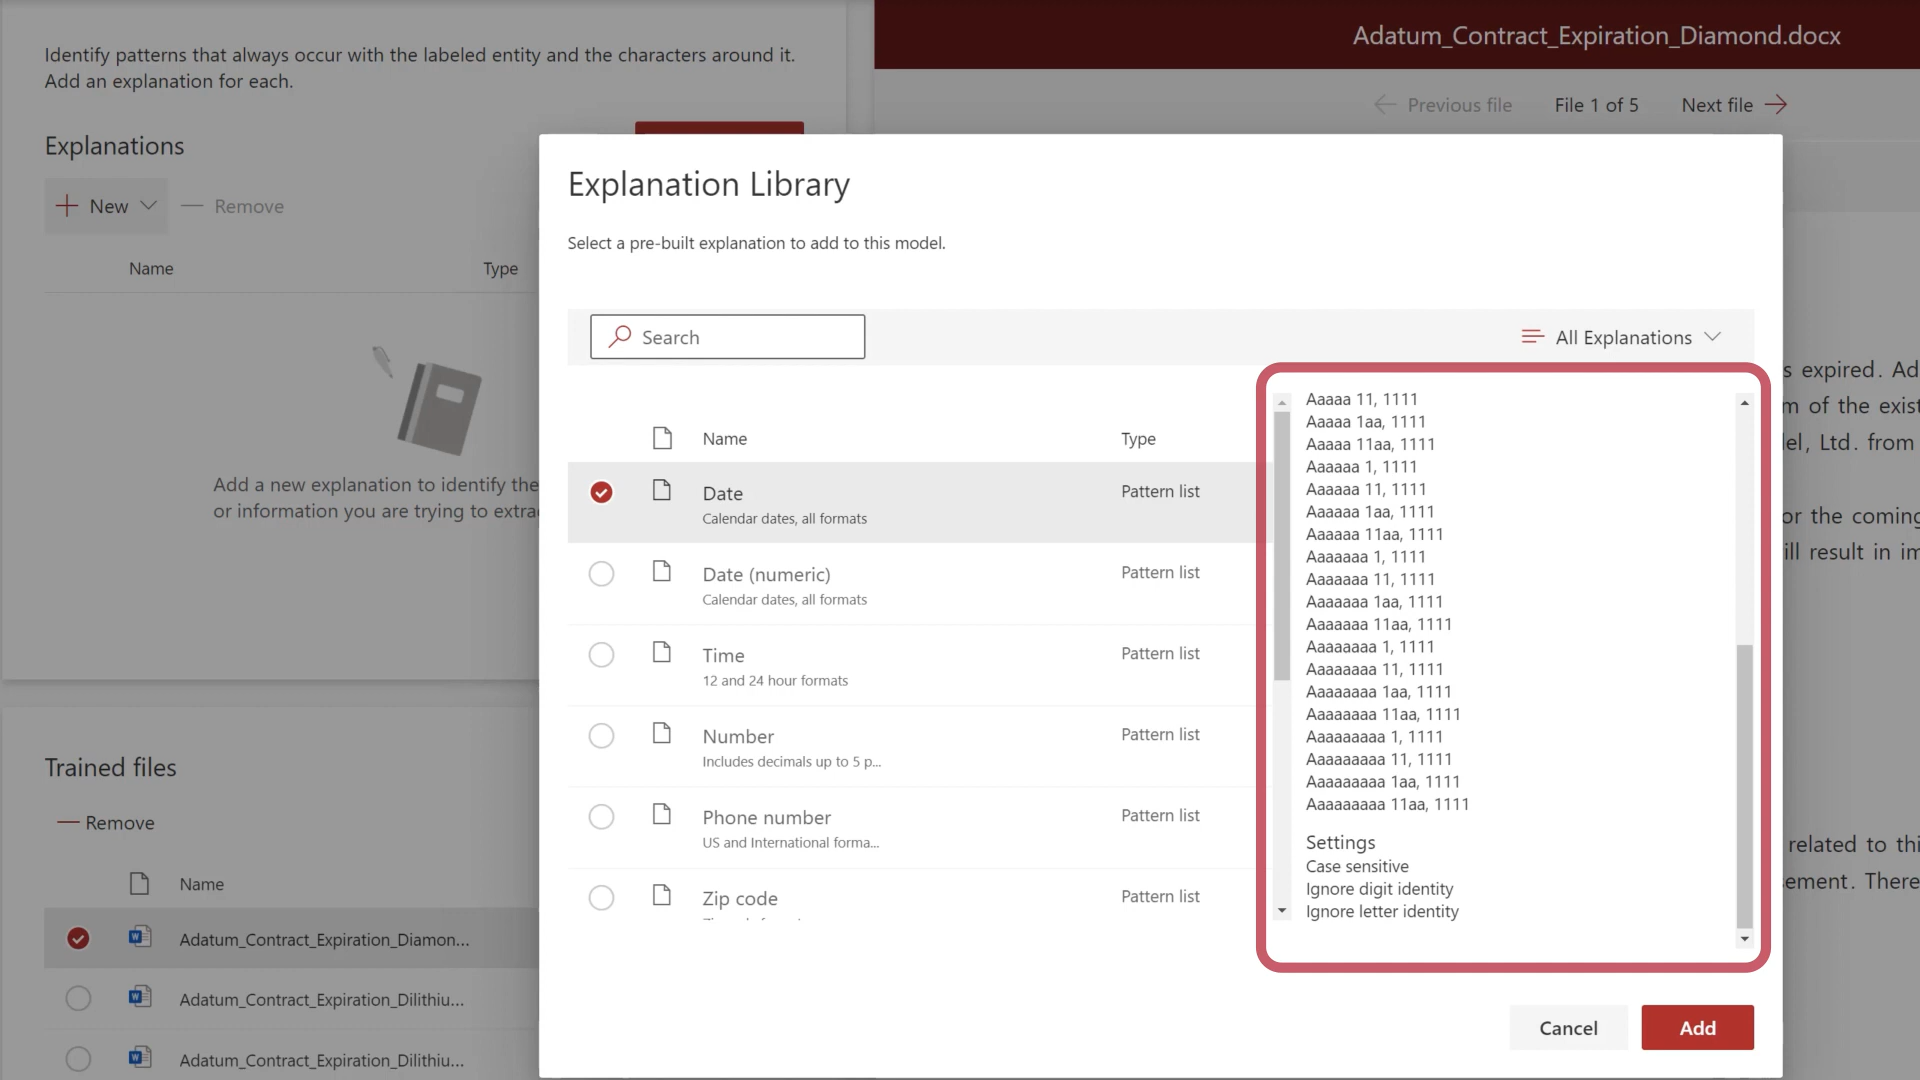 Identify patterns that always occur with the labeled entity and the characters around it.
Add an explanation for each.
Explanations
New
Remove
Name
Type
Add a new explanation to identify the
or information you are trying to extra
Trained files
Remove
Name
Adatum_Contract_Expiration_Diamon...
Adatum_Contract_Expiration_Dilithiu...
Adatum_Contract_Expiration_Dilithiu...
Adatum_Contract_Expiration_Diamond.docx
Previous file
File 1 of 5
Next file
Explanation Library
Select a pre-built explanation to add to this model.
Search
All Explanations
Name
Type
Date
Pattern list
Calendar dates, all formats
Date (numeric)
Pattern list
Calendar dates, all formats
Time
Pattern list
12 and 24 hour formats
Number
Pattern list
Includes decimals up to 5 p...
Phone number
Pattern list
US and International forma...
Zip code
Pattern list
Aaaaa 11, 1111
Aaaaa 1aa, 1111
Aaaaa 11aa, 1111
Aaaaaa 1, 1111
Aaaaaa 11, 1111
Aaaaaa 1aa, 1111
Aaaaaa 11aa, 1111
Aaaaaaa 1, 1111
Aaaaaaa 11, 1111
Aaaaaaa 1aa, 1111
Aaaaaaa 11aa, 1111
Aaaaaaaa 1, 1111
Aaaaaaaa 11, 1111
Aaaaaaaa 1aa, 1111
Aaaaaaaa 11aa, 1111
Aaaaaaaaa 1, 1111
Aaaaaaaaa 11, 1111
Aaaaaaaaa 1aa, 1111
Aaaaaaaaa 11aa, 1111
Settings
Case sensitive
Ignore digit identity
Ignore letter identity
Cancel
Add
s expired. Ad
m of the exist
el, Ltd. from
or the coming
ill result in im
related to thi
ement. There